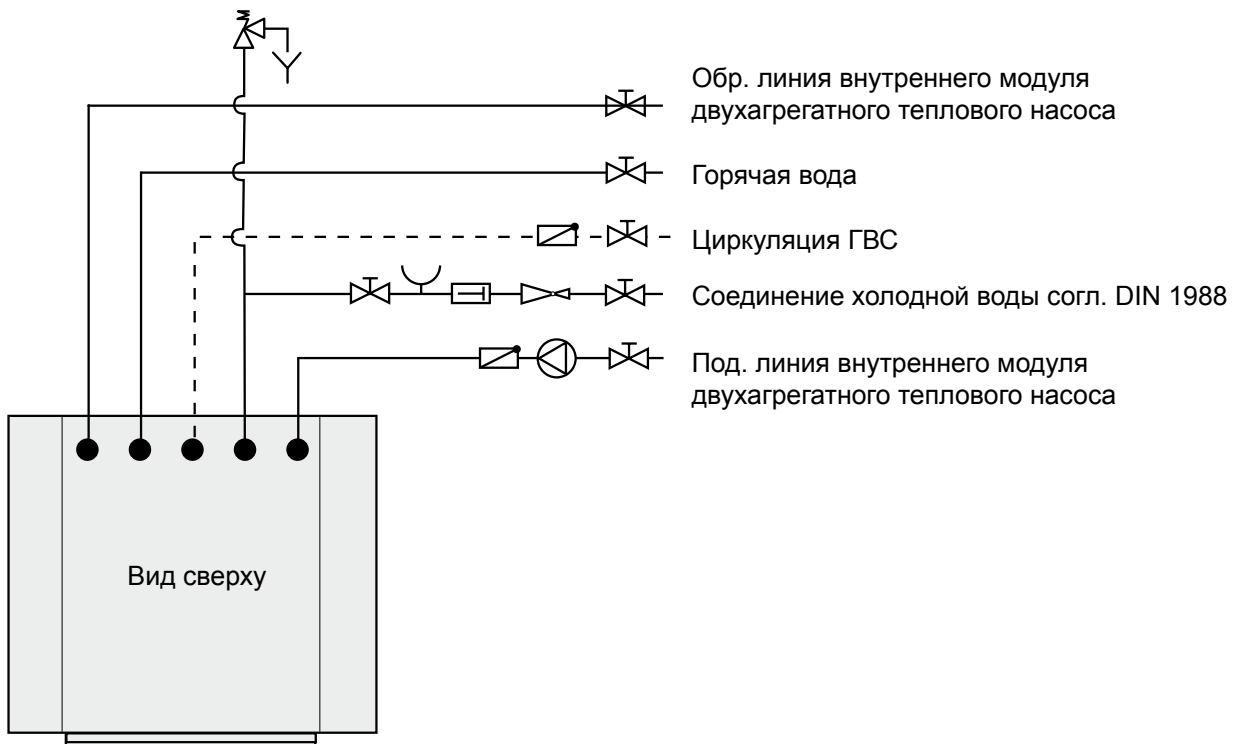 Обр. линия внутреннего модуля
двухагрегатного теплового насоса
Горячая вода
Циркуляция ГВС
Соединение холодной воды согл. DIN 1988
Под. линия внутреннего модуля
двухагрегатного теплового насоса
Вид сверху